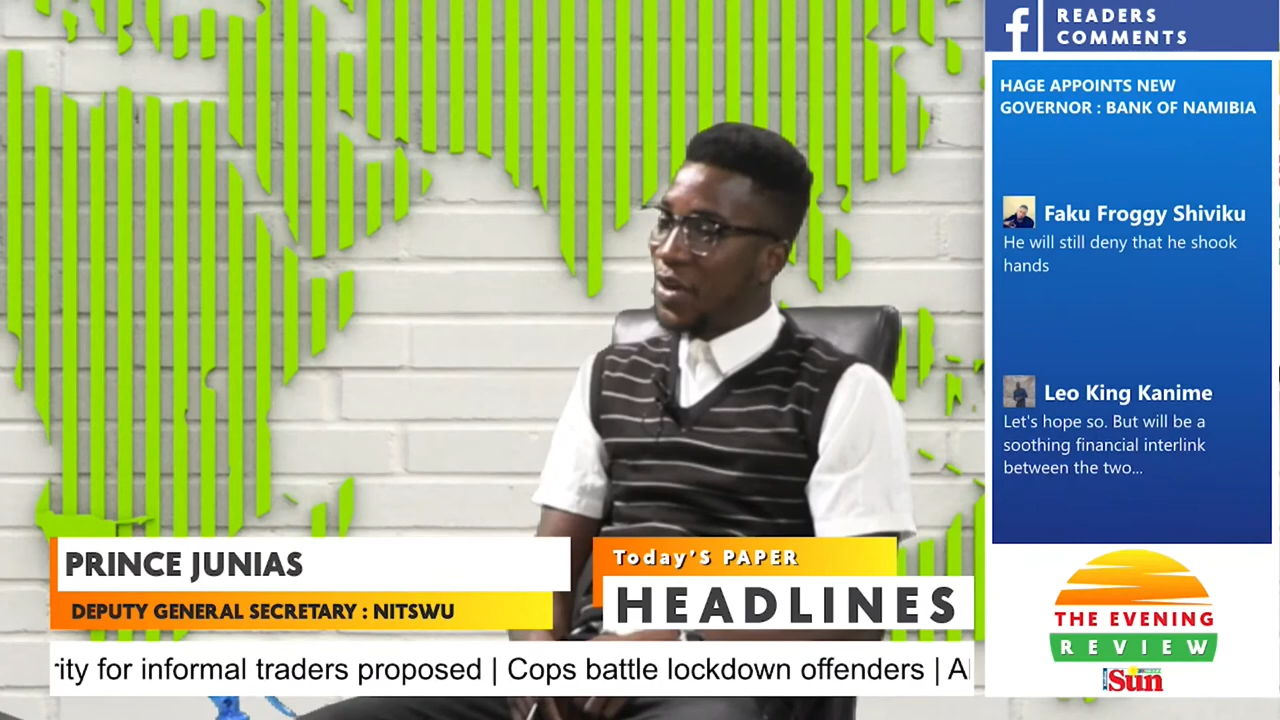 READERS
COMMENTS
HAGE APPOINTS NEW
GOVERNOR : BANK OF NAMIBIA
Faku Froggy Shiviku
He will still deny that he shook
hands
Leo King Kanime
Let's hope so. But will be a
soothing financial interlink
between the two...
PRINCE JUNIAS
DEPUTY GENERAL SECRETARY : NITSWU
Today'S PAPER
HEADLINES
rity for informal traders proposed | Cops battle lockdown offenders | Al
THE EVENING
REVIEW
Sun